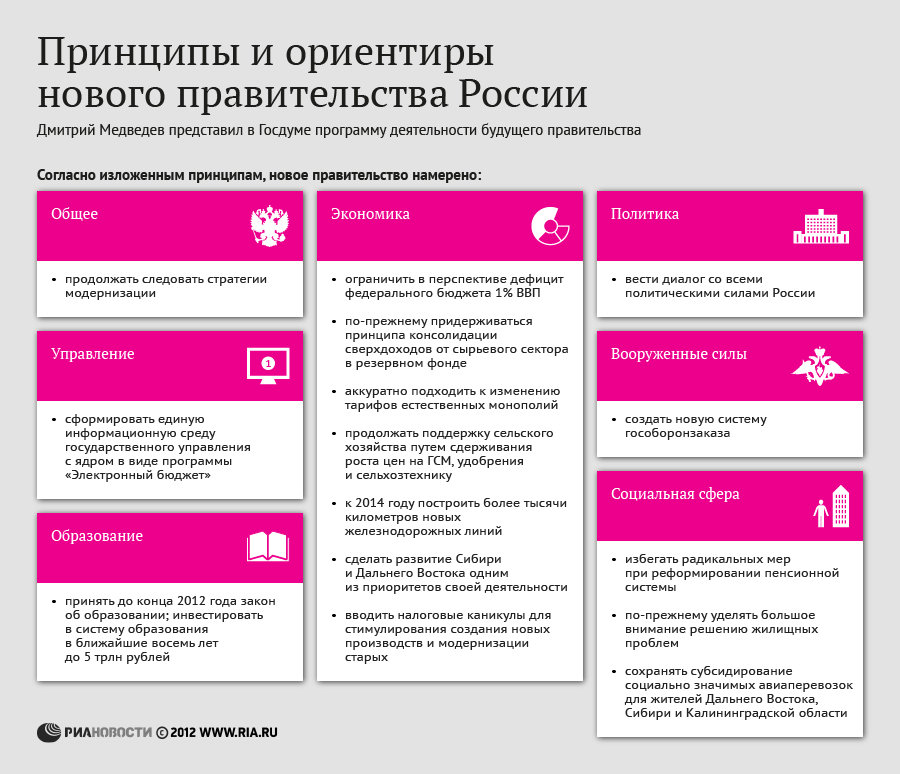 Принципы и ориентиры
нового правительства России
Дмитрий Медведев представил в Госдуме программу деятельности будущего правительства
Согласно изложенным принципам, новое правительство намерено:
Общее
• продолжать следовать стратегии
модернизации
Управление
1
• сформировать единую
информационную среду
государственного управления
с ядром в виде программы
«Электронный бюджет»
Образование
• принять до конца 2012 года закон
об образовании; инвестировать
в систему образования
в ближайшие восемь лет
до 5 трлн рублей
Экономика
• ограничить в перспективе дефицит
федерального бюджета 1% ВВП
• по-прежнему придерживаться
принципа консолидации
сверхдоходов от сырьевого сектора
в резервном фонде
• аккуратно подходить к изменению
тарифов естественных монополий
• продолжать поддержку сельского
хозяйства путем сдерживания
роста цен на ГСМ, удобрения
и сельхозтехнику
• к 2014 году построить более тысячи
километров новых
железнодорожных линий
• сделать развитие Сибири
и Дальнего Востока одним
из приоритетов своей деятельности
• вводить налоговые каникулы для
стимулирования создания новых
производств и модернизации
старых
Политика
• вести диалог со всеми
политическими силами России
Вооруженные силы
• создать новую систему
гособоронзаказа
Социальная сфера
• избегать радикальных мер
при реформировании пенсионной
системы
• по-прежнему уделять большое
внимание решению жилищных
проблем
• сохранять субсидирование
социально значимых авиаперевозок
для жителей Дальнего Востока,
Сибири и Калининградской области
РИАНОВОСТИ © 2012 WWW.RIA.RU